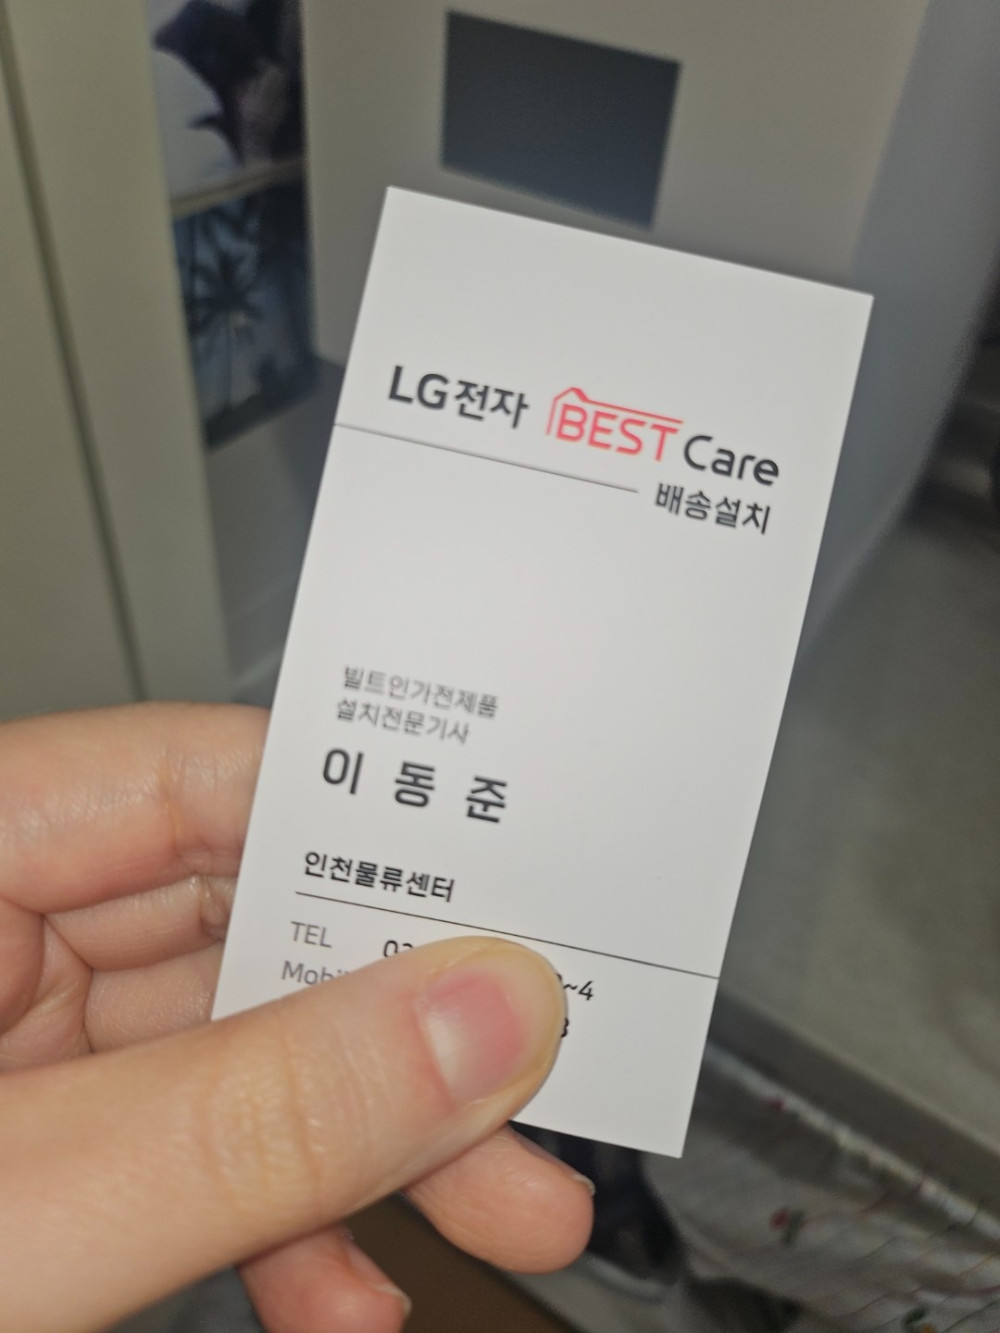 LG전자 BEST Care
배송설치
빌트인가전제품
설치전문기사
이동준
인천물류센터
TEL